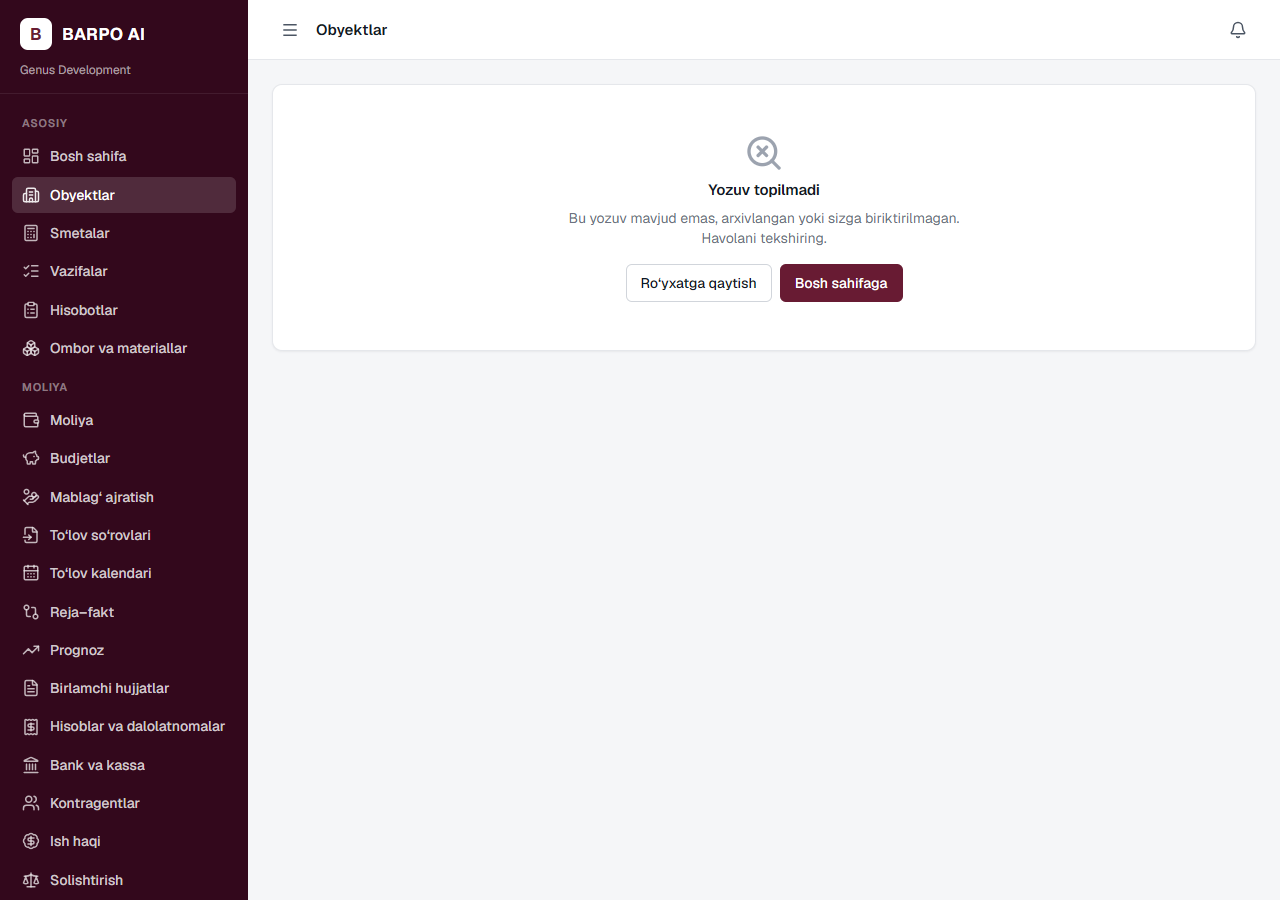 B
BARPO AI
Genus Development
ASOSIY
Bosh sahifa
Obyektlar
Smetalar
Vazifalar
Hisobotlar
Ombor va materiallar
MOLIYA
Moliya
Budjetlar
Mablag‘ ajratish
To‘lov so‘rovlari
To‘lov kalendari
Reja–fakt
Prognoz
Birlamchi hujjatlar
Hisoblar va dalolatnomalar
Bank va kassa
Kontragentlar
Ish haqi
Solishtirish
Obyektlar
Yozuv topilmadi
Bu yozuv mavjud emas, arxivlangan yoki sizga biriktirilmagan.
Havolani tekshiring.
Ro‘yxatga qaytish
Bosh sahifaga